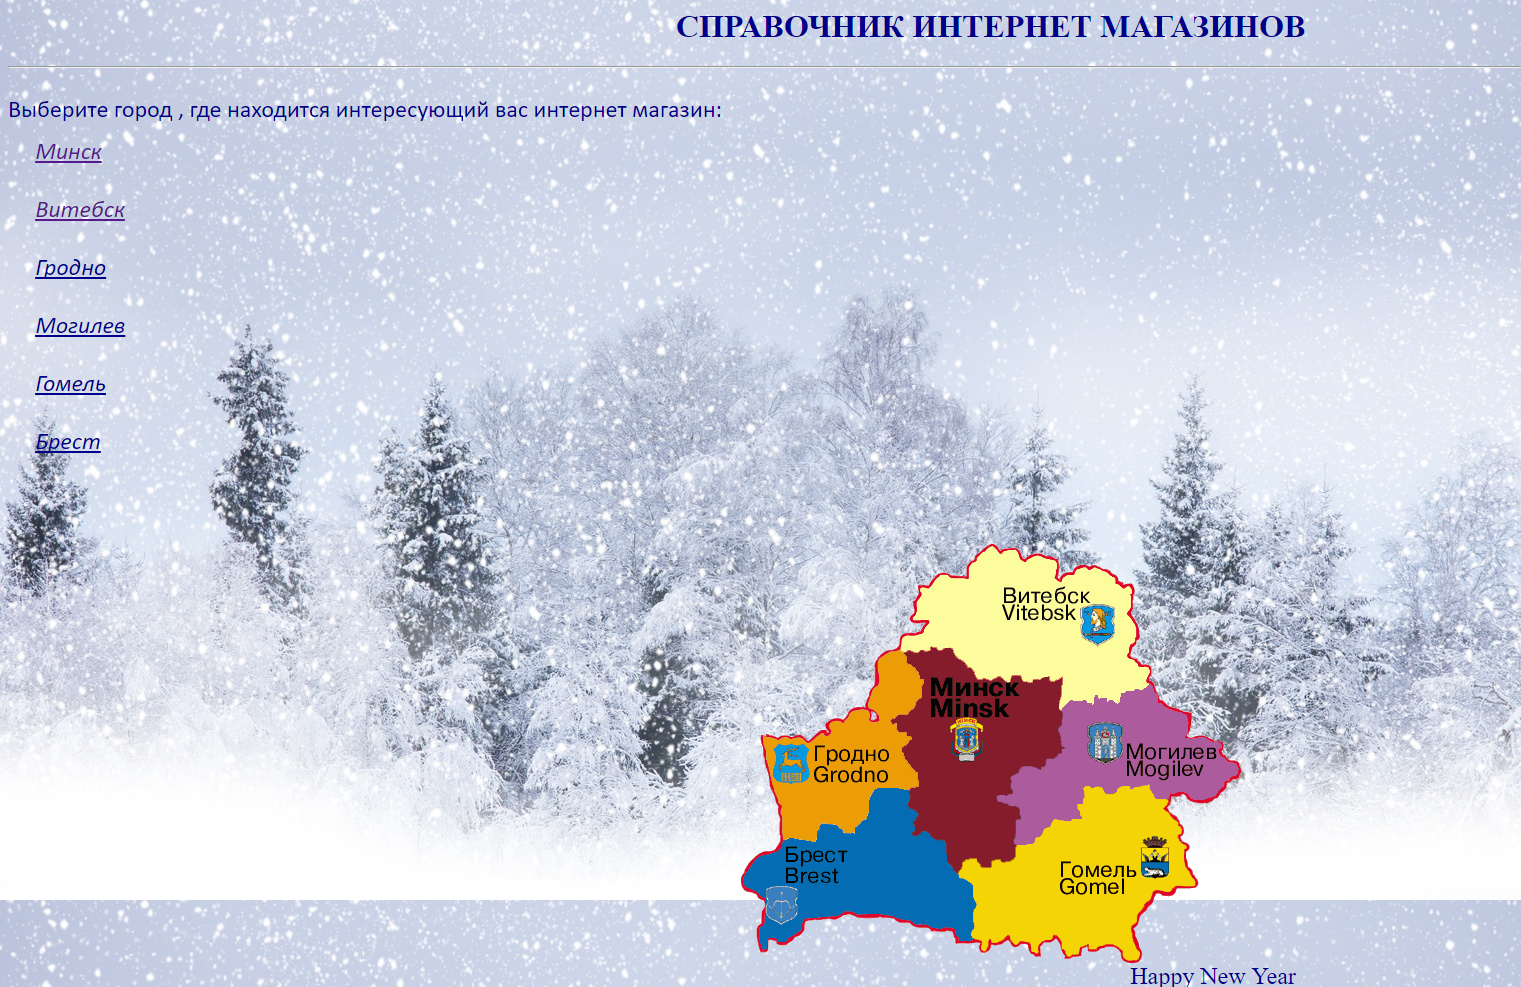 СПРАВОЧНИК ИНТЕРНЕТ МАГАЗИНОВ
Выберите город , где находится интересующий вас интернет магазин:
Минск
Витебск
Гродно
Могилев
Гомель
Брест
Витебск
Vitebsk
Минск
Minsk
Гродно
Grodno
Могилев
Mogilev
Брест
Brest
Гомель
Gomel
Happy New Year